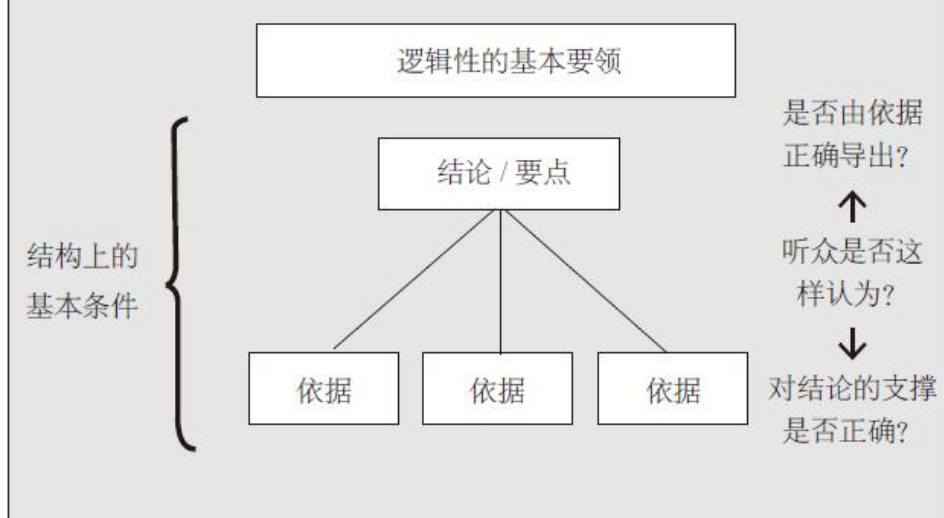 逻辑性的基本要领
结构上的
基本条件
结论 / 要点
依据
依据
依据
是否由依据
正确导出？
听众是否这
样认为？
对结论的支撑
是否正确？